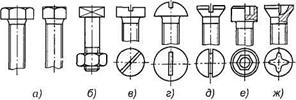 а) б) в) г) д) е) ж)